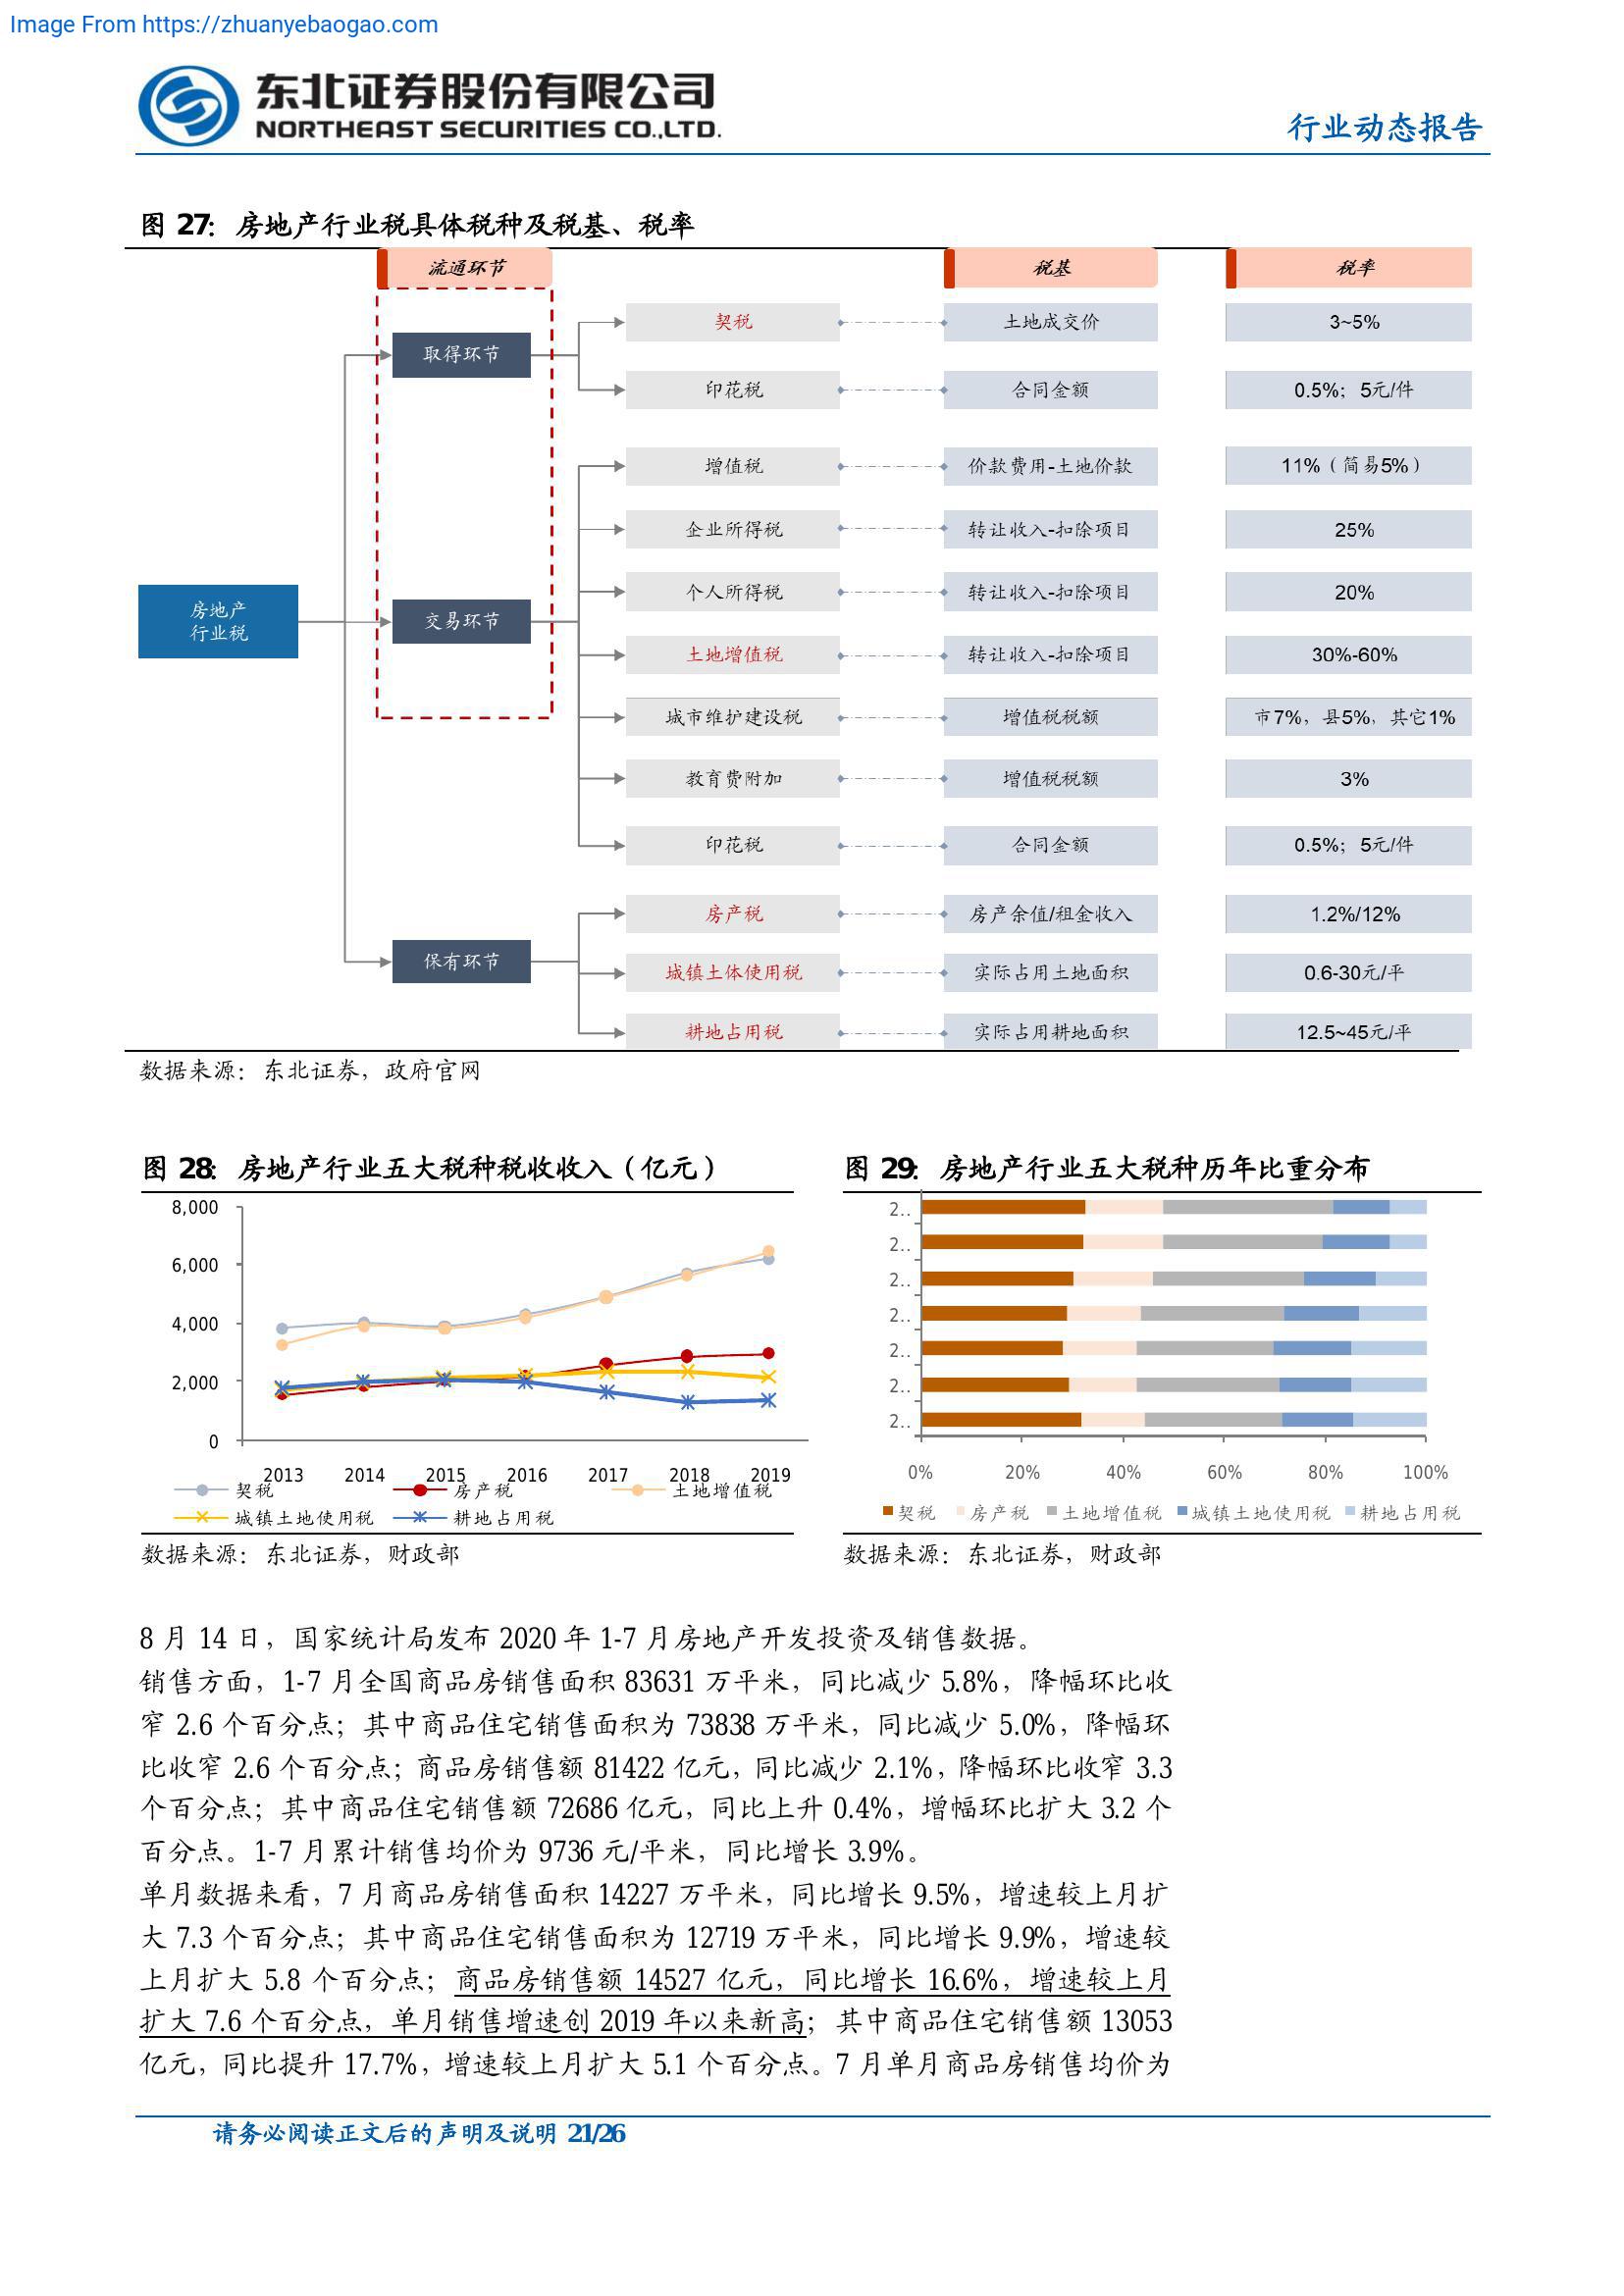 Image From https://zhuanyebaogao.com
东北证券股份有限公司
NORTHEAST SECURITIES CO.,LTD.
行业动态报告
图 27: 房地产行业税具体税种及税基、税率
流通环节 税基 税率
契税 土地成交价 3~5%
取得环节
印花税 合同金额 0.5%；5元/件
增值税 价款费用-土地价款 11%（简易5%）
企业所得税 转让收入-扣除项目 25%
个人所得税 转让收入-扣除项目 20%
房地产
行业税
交易环节
土地增值税 转让收入-扣除项目 30%-60%
城市维护建设税 增值税税额 市7%，县5%，其它1%
教育费附加 增值税税额 3%
印花税 合同金额 0.5%；5元/件
房产税 房产余值/租金收入 1.2%/12%
保有环节
城镇土体使用税 实际占用土地面积 0.6-30元/平
耕地占用税 实际占用耕地面积 12.5~45元/平
数据来源：东北证券，政府官网
图 28: 房地产行业五大税种税收收入（亿元）
8,000
6,000
4,000
2,000
0
2013 2014 2015 2016 2017 2018 2019
契税 房产税 土地增值税
城镇土地使用税 耕地占用税
数据来源：东北证券，财政部
图 29: 房地产行业五大税种历年比重分布
2..
2..
2..
2..
2..
2..
2..
0% 20% 40% 60% 80% 100%
契税 房产税 土地增值税 城镇土地使用税 耕地占用税
数据来源：东北证券，财政部
8 月 14 日，国家统计局发布 2020 年 1-7 月房地产开发投资及销售数据。
销售方面，1-7 月全国商品房销售面积 83631 万平米，同比减少 5.8%，降幅环比收
窄 2.6 个百分点；其中商品住宅销售面积为 73838 万平米，同比减少 5.0%，降幅环
比收窄 2.6 个百分点；商品房销售额 81422 亿元，同比减少 2.1%，降幅环比收窄 3.3
个百分点；其中商品住宅销售额 72686 亿元，同比上升 0.4%，增幅环比扩大 3.2 个
百分点。1-7 月累计销售均价为 9736 元/平米，同比增长 3.9%。
单月数据来看，7 月商品房销售面积 14227 万平米，同比增长 9.5%，增速较上月扩
大 7.3 个百分点；其中商品住宅销售面积为 12719 万平米，同比增长 9.9%，增速较
上月扩大 5.8 个百分点；商品房销售额 14527 亿元，同比增长 16.6%，增速较上月
扩大 7.6 个百分点，单月销售增速创 2019 年以来新高；其中商品住宅销售额 13053
亿元，同比提升 17.7%，增速较上月扩大 5.1 个百分点。7 月单月商品房销售均价为
请务必阅读正文后的声明及说明 21/26